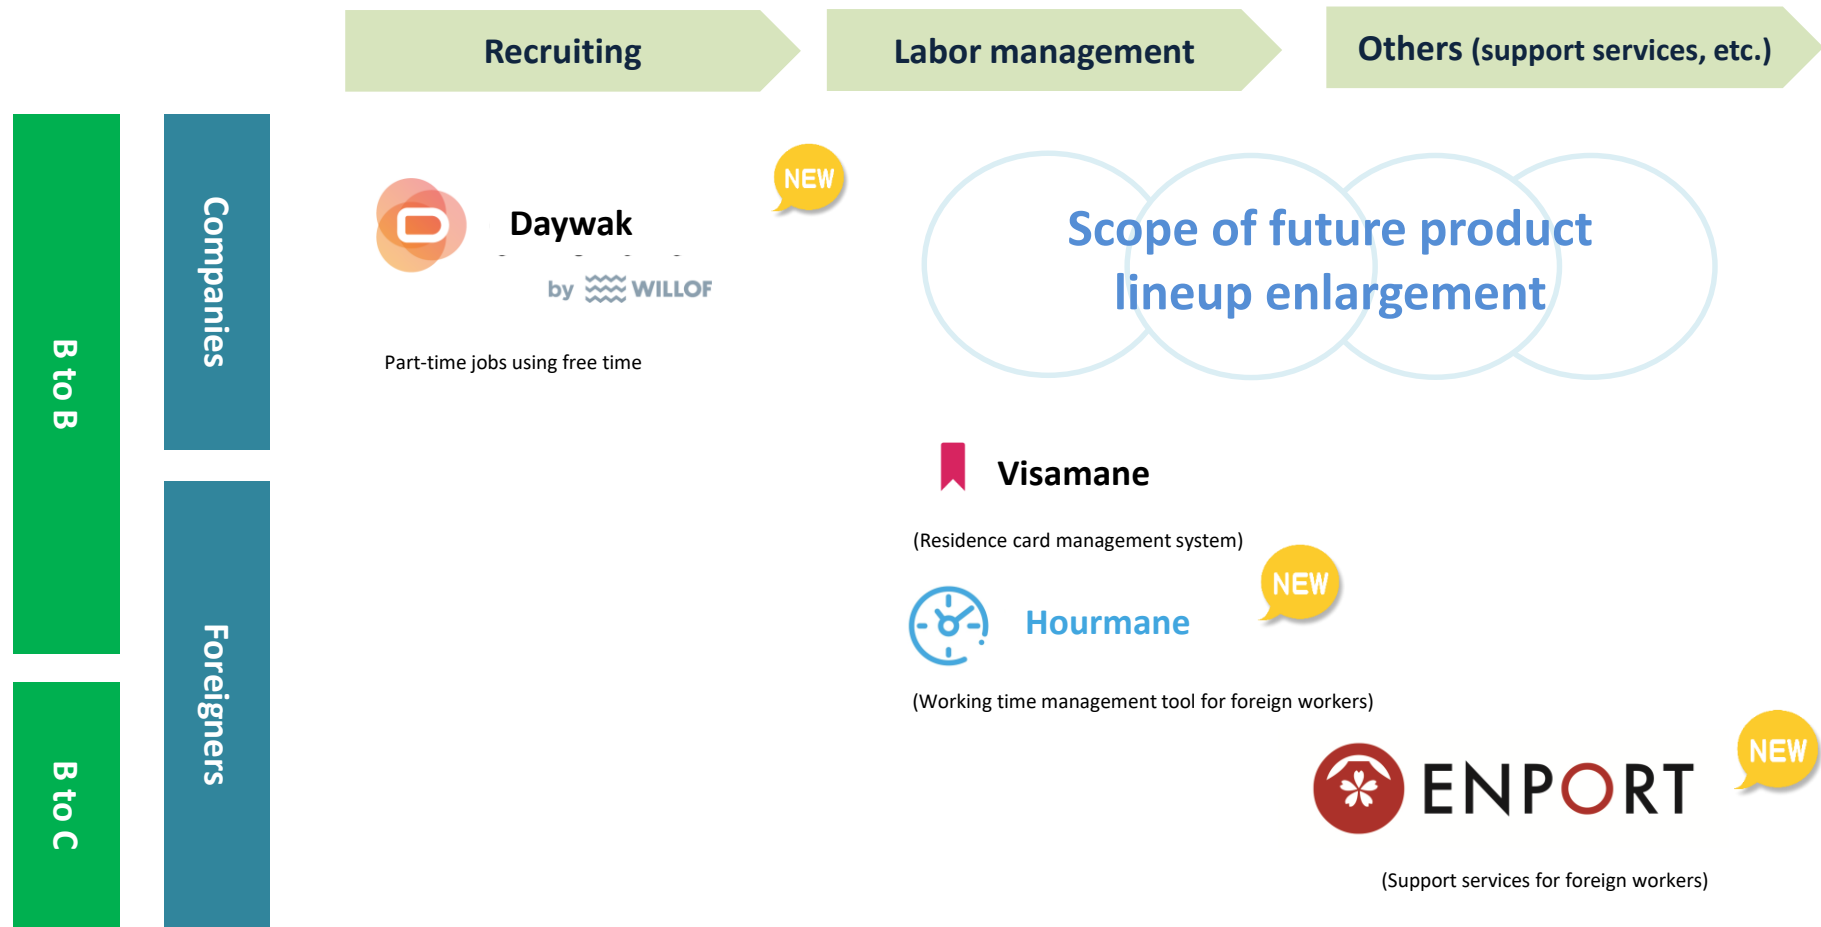 Recruiting
Labor management
Others (support services, etc.)
B to B
Companies
NEW
Daywak
by WILLOF
Part-time jobs using free time
Scope of future product
lineup enlargement
Foreigners
Visamane
(Residence card management system)
NEW
Hourmane
(Working time management tool for foreign workers)
B to C
NEW
ENPORT
(Support services for foreign workers)